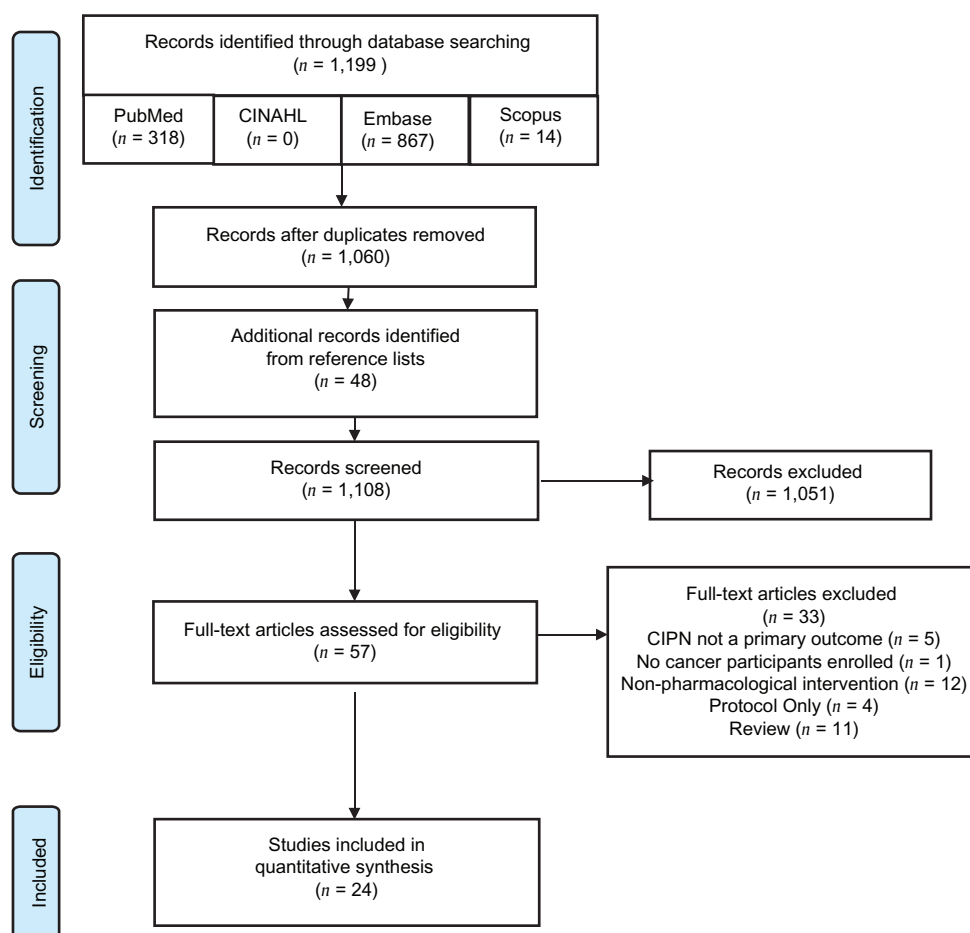 Identification
Records identified through database searching
(n = 1,199 )
PubMed
(n = 318)
CINAHL
(n = 0)
Embase
(n = 867)
Scopus
(n = 14)
Records after duplicates removed
(n = 1,060)
Screening
Additional records identified
from reference lists
(n = 48)
Records screened
(n = 1,108)
Records excluded
(n = 1,051)
Eligibility
Full-text articles assessed for eligibility
(n = 57)
Full-text articles excluded
(n = 33)
CIPN not a primary outcome (n = 5)
No cancer participants enrolled (n = 1)
Non-pharmacological intervention (n = 12)
Protocol Only (n = 4)
Review (n = 11)
Included
Studies included in
quantitative synthesis
(n = 24)